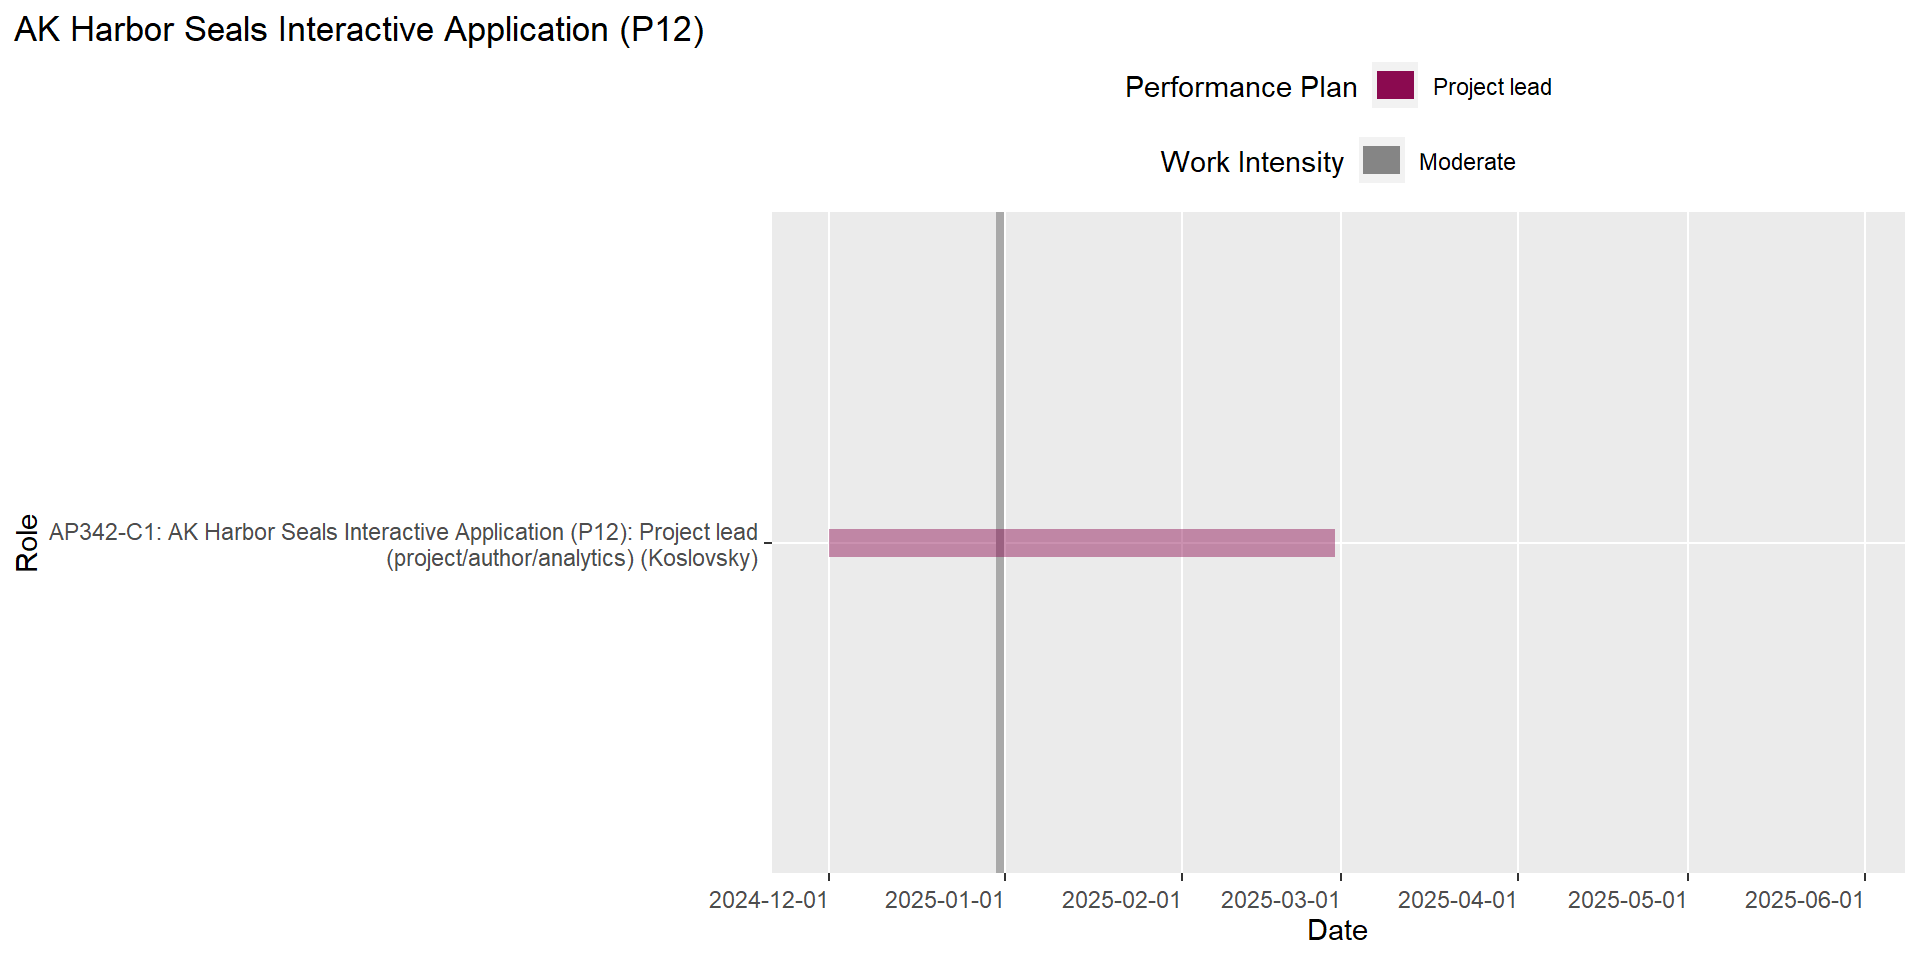 AK Harbor Seals Interactive Application (P12)
Performance Plan Project lead
Work Intensity Moderate
Role
AP342-C1: AK Harbor Seals Interactive Application (P12): Project lead
(project/author/analytics) (Koslovsky)
2024-12-01 2025-01-01 2025-02-01 2025-03-01 2025-04-01 2025-05-01 2025-06-01
Date